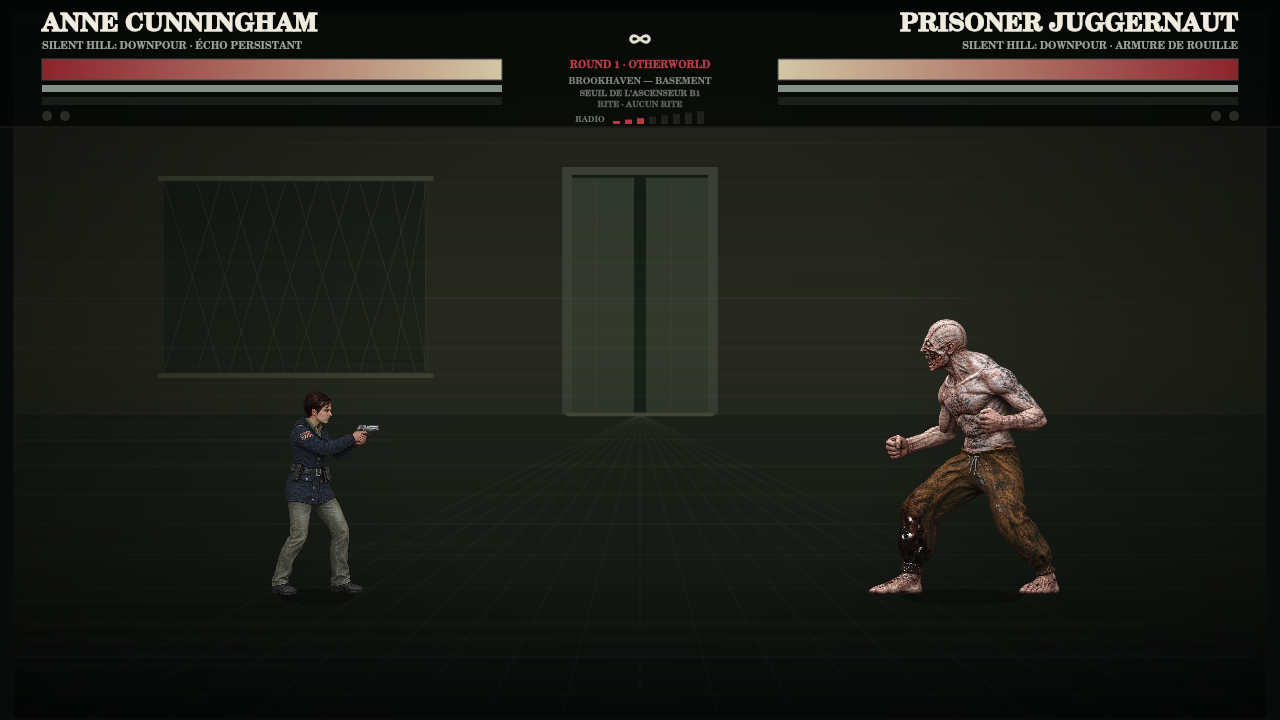 ANNE CUNNINGHAM
SILENT HILL: DOWNPOUR · ÉCHO PERSISTANT
∞
ROUND 1 · OTHERWORLD
BROOKHAVEN — BASEMENT
SEUIL DE L'ASCENSEUR B1
RITE · AUCUN RITE
RADIO
PRISONER JUGGERNAUT
SILENT HILL: DOWNPOUR · ARMURE DE ROUILLE